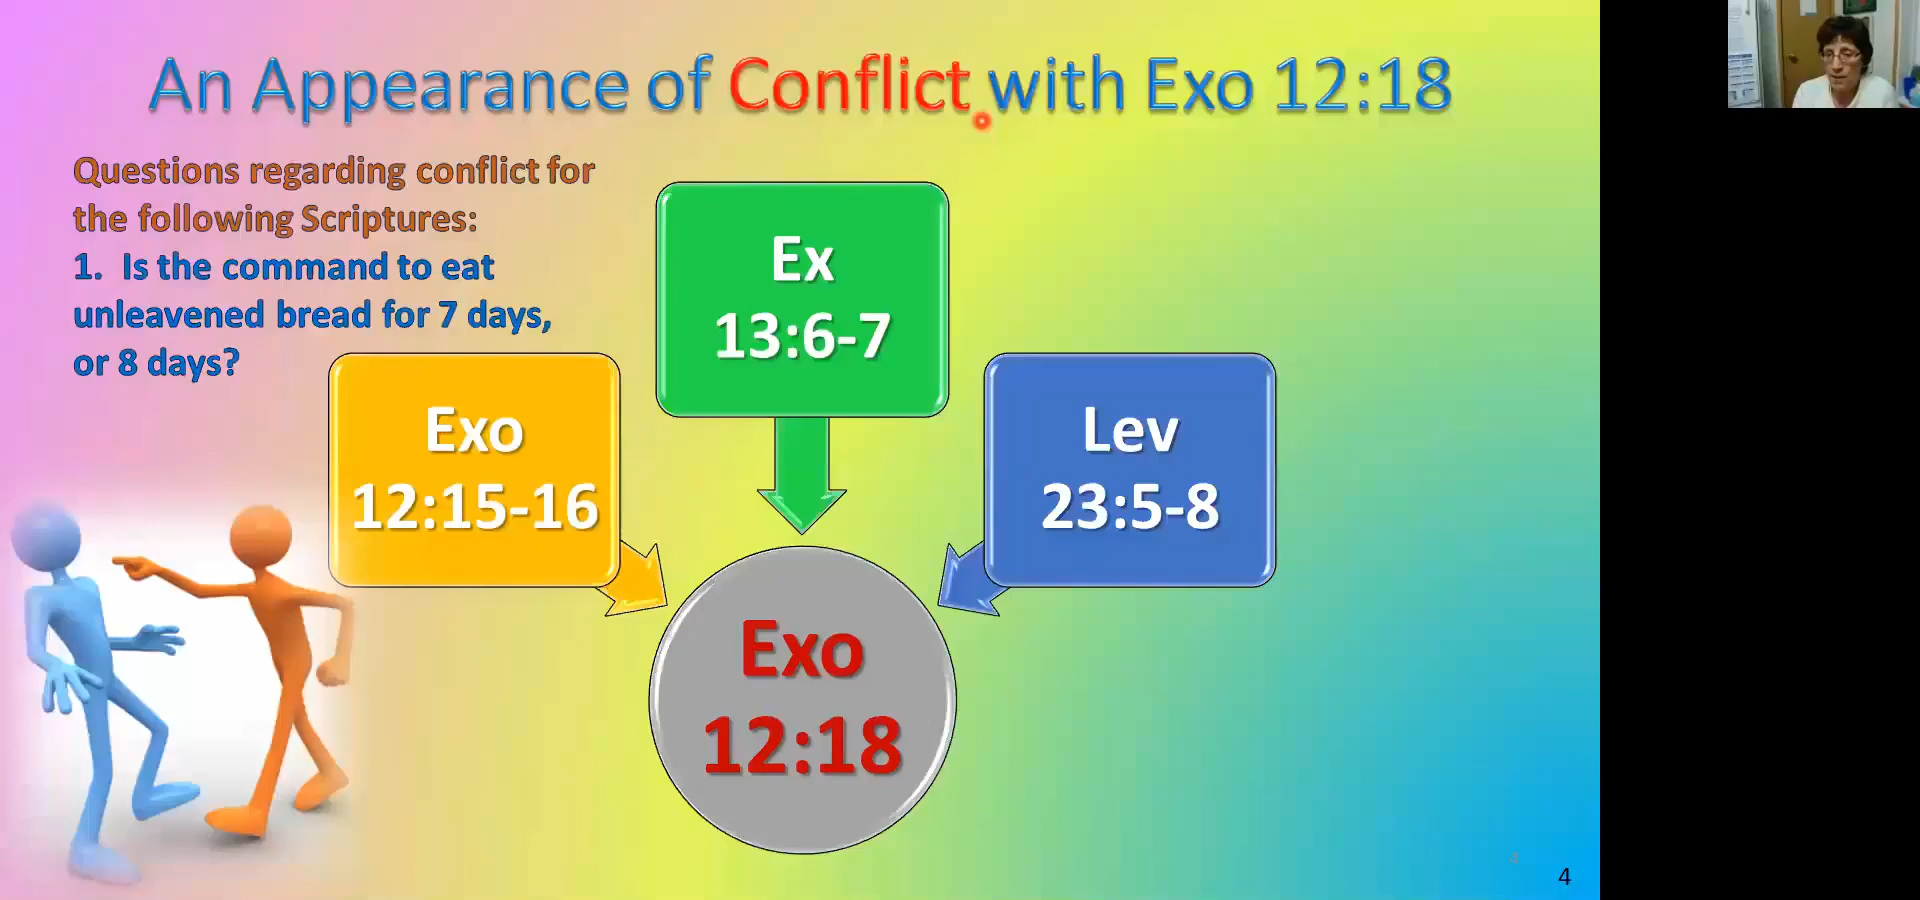 An Appearance of Conflict with Exo 12:18
Questions regarding conflict for
the following Scriptures:
1. Is the command to eat
unleavened bread for 7 days,
or 8 days?
Ex
13:6-7
Exo
12:15-16
Lev
23:5-8
Exo
12:18
4
4